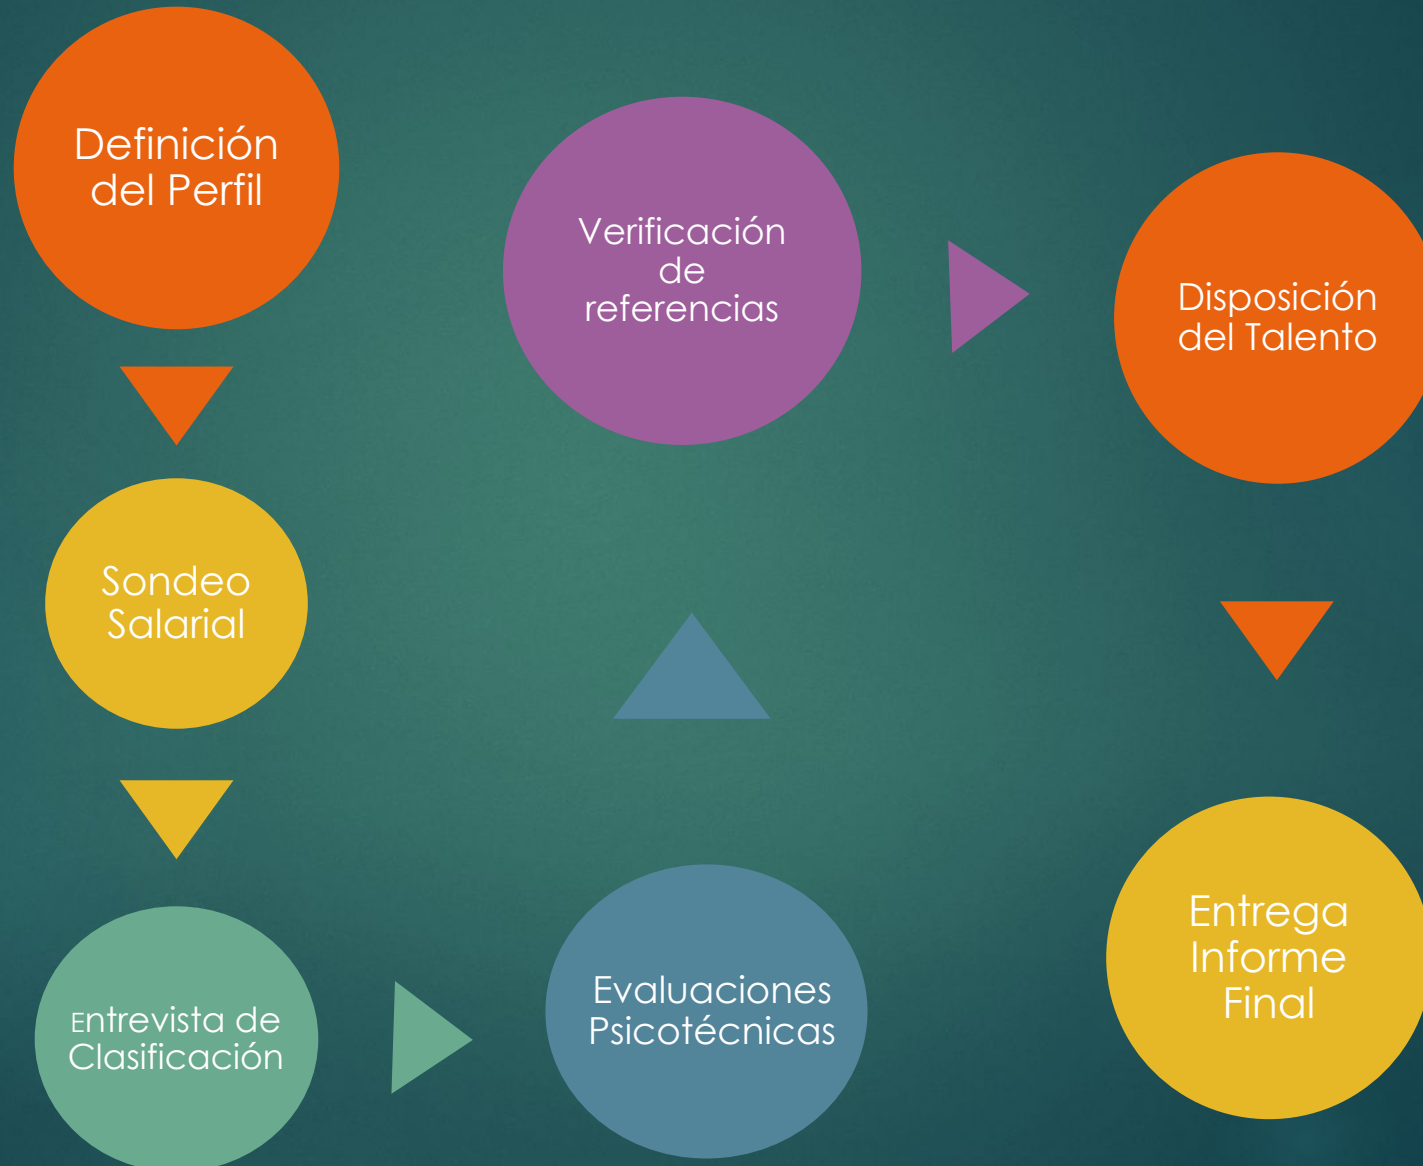 Definición
del Perfil
Sondeo
Salarial
Entrevista de
Clasificación
Evaluaciones
Psicotécnicas
Verificación
de
referencias
Disposición
del Talento
Entrega
Informe
Final